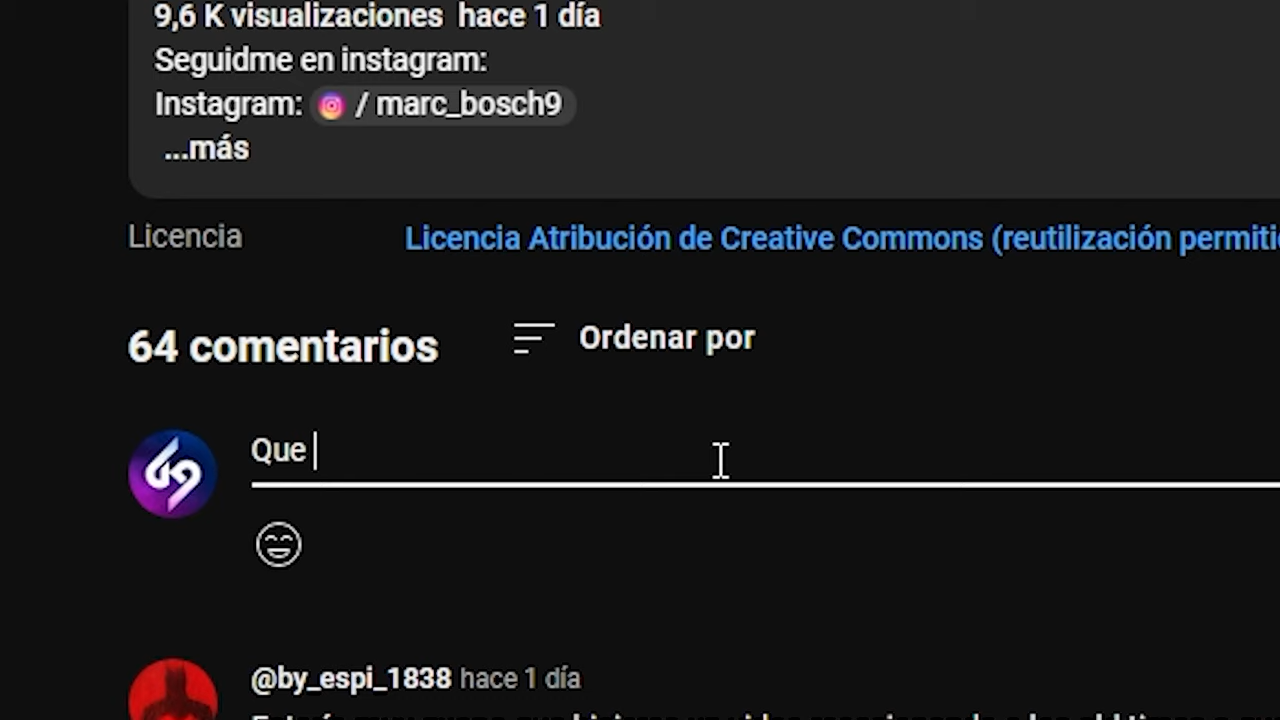 9,6 K visualizaciones hace 1 día
Seguidme en instagram:
Instagram: / marc_bosch9
...más
Licencia Licencia Atribución de Creative Commons (reutilización
64 comentarios Ordenar por
Que
@by_espi_1838 hace 1 día